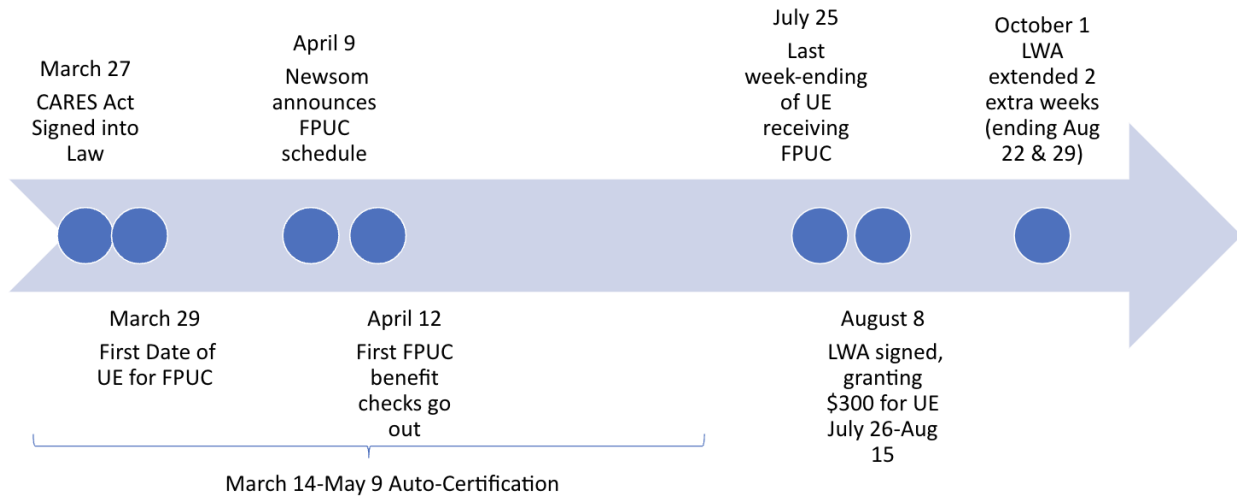 March 27
CARES Act
Signed into
Law
April 9
Newsom
announces
FPUC
schedule
July 25
Last
week-ending
of UE
receiving
FPUC
October 1
LWA
extended 2
extra weeks
(ending Aug
22 & 29)
March 29
First Date of
UE for FPUC
April 12
First FPUC
benefit
checks go
out
August 8
LWA signed,
granting
$300 for UE
July 26-Aug
15
March 14-May 9 Auto-Certification